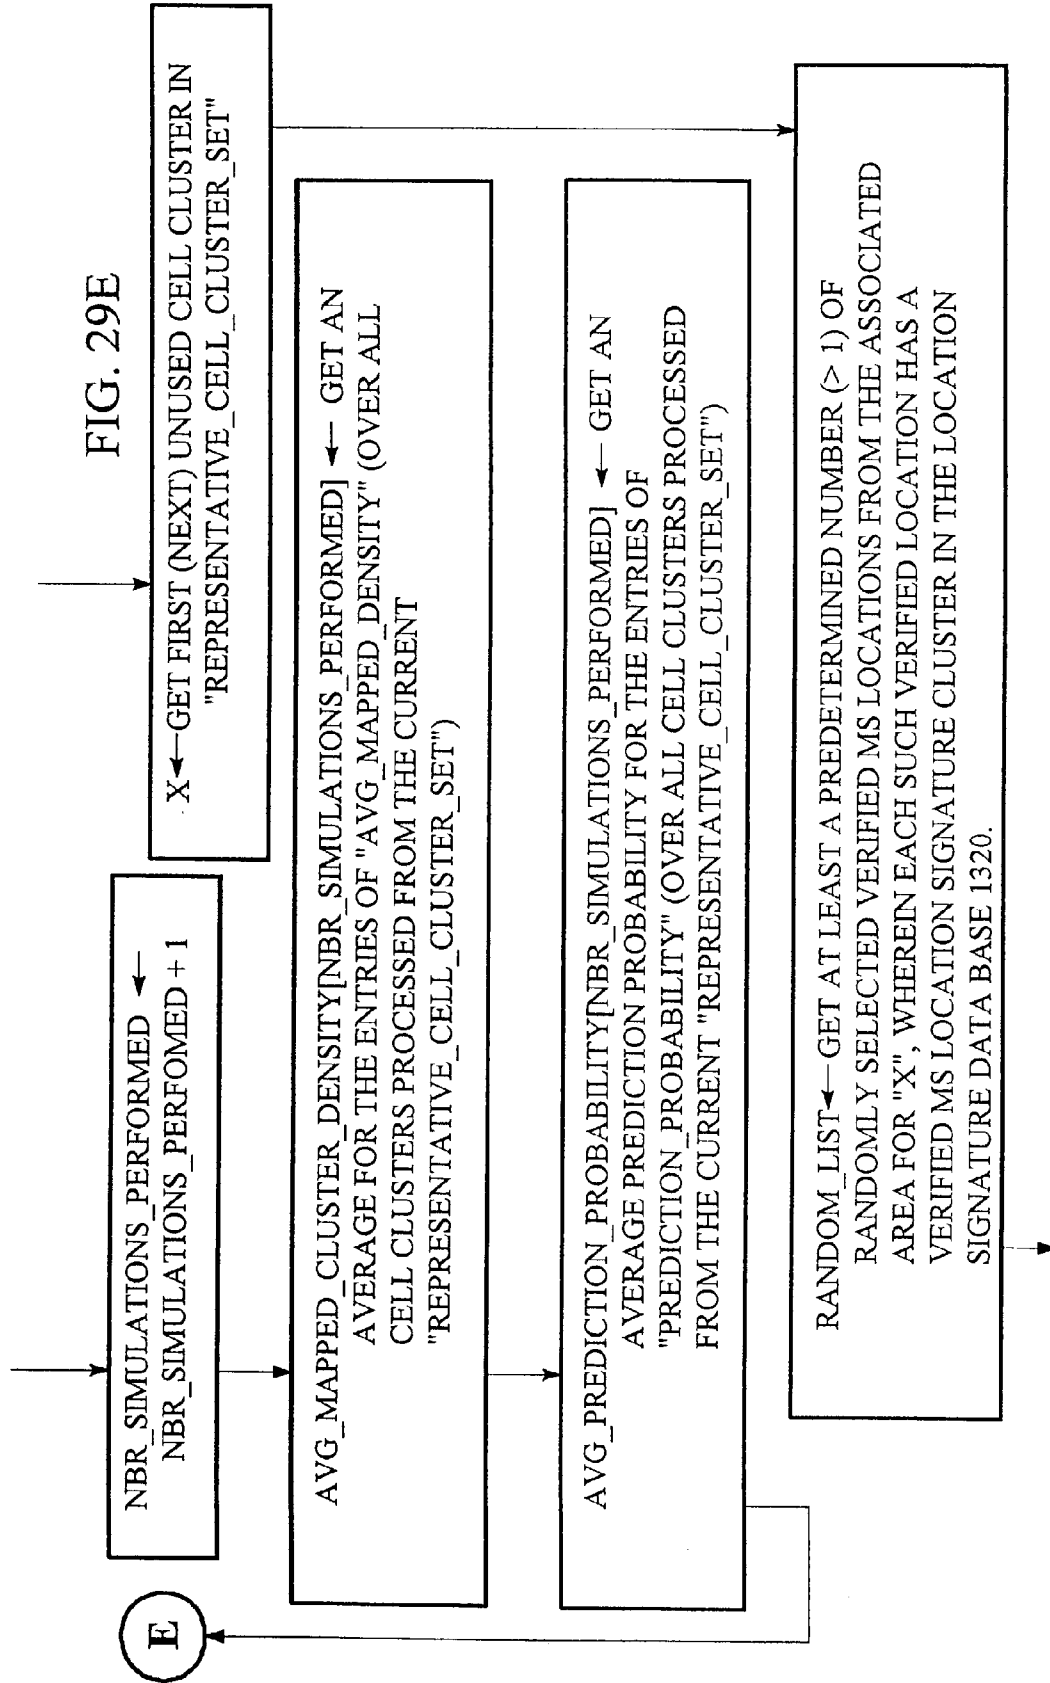 FIG. 29E
NBR_SIMULATIONS_PERFORMED ←
NBR_SIMULATIONS_PERFOMED + 1
X ← GET FIRST (NEXT) UNUSED CELL CLUSTER IN
"REPRESENTATIVE_CELL_CLUSTER_SET"
AVG_MAPPED_CLUSTER_DENSITY[NBR_SIMULATIONS_PERFORMED] ← GET AN
AVERAGE FOR THE ENTRIES OF "AVG_MAPPED_DENSITY" (OVER ALL
CELL CLUSTERS PROCESSED FROM THE CURRENT
"REPRESENTATIVE_CELL_CLUSTER_SET")
AVG_PREDICTION_PROBABILITY[NBR_SIMULATIONS_PERFORMED] ← GET AN
AVERAGE PREDICTION PROBABILITY FOR THE ENTRIES OF
"PREDICTION_PROBABILITY" (OVER ALL CELL CLUSTERS PROCESSED
FROM THE CURRENT "REPRESENTATIVE_CELL_CLUSTER_SET")
E
RANDOM_LIST ← GET AT LEAST A PREDETERMINED NUMBER (> 1) OF
RANDOMLY SELECTED VERIFIED MS LOCATIONS FROM THE ASSOCIATED
AREA FOR "X", WHEREIN EACH SUCH VERIFIED LOCATION HAS A
VERIFIED MS LOCATION SIGNATURE CLUSTER IN THE LOCATION
SIGNATURE DATA BASE 1320.